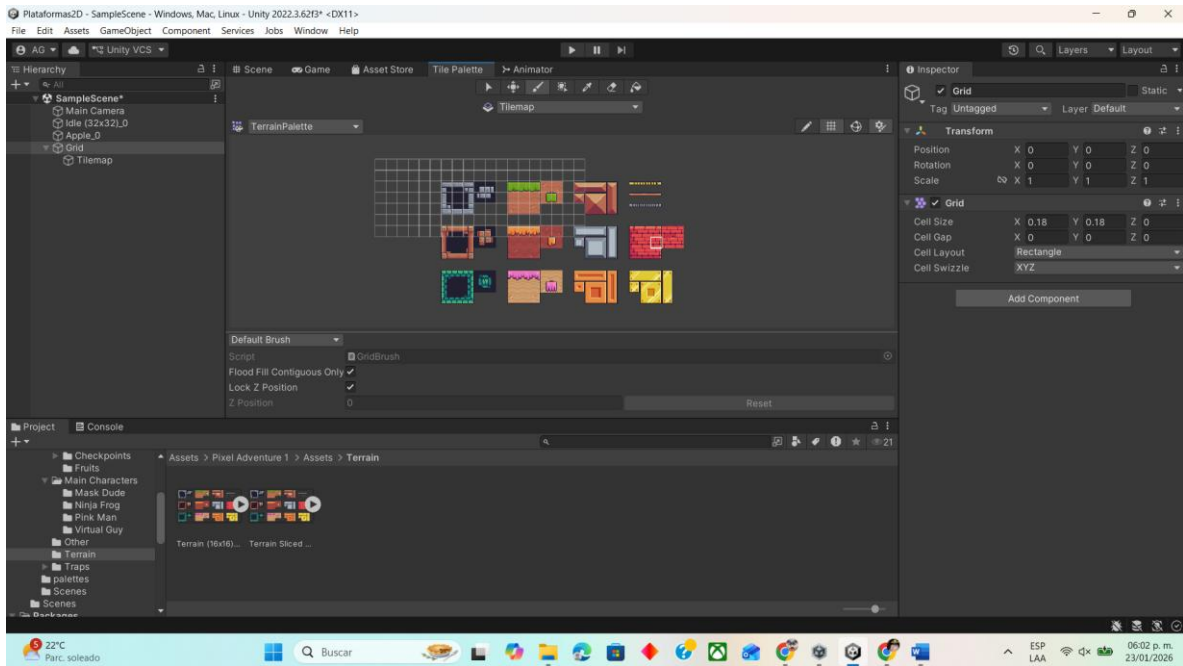 Plataformas2D - SampleScene - Windows, Mac, Linux - Unity 2022.3.62f3* <DX11>
File Edit Assets GameObject Component Services Jobs Window Help
AG Unity VCS Layers Layout
Hierarchy
All
SampleScene*
Main Camera
Idle (32x32)_0
Apple_0
Grid
Tilemap
Scene Game Asset Store Tile Palette Animator
Tilemap
TerrainPalette
Default Brush
Script GridBrush
Flood Fill Contiguous Only
Lock Z Position
Z Position 0 Reset
Inspector
Grid Static
Tag Untagged Layer Default
Transform
Position X 0 Y 0 Z 0
Rotation X 0 Y 0 Z 0
Scale X 1 Y 1 Z 1
Grid
Cell Size X 0.18 Y 0.18 Z 0
Cell Gap X 0 Y 0 Z 0
Cell Layout Rectangle
Cell Swizzle XYZ
Add Component
Project Console
21
Checkpoints
Fruits
Main Characters
Mask Dude
Ninja Frog
Pink Man
Virtual Guy
Other
Terrain
Traps
palettes
Scenes
Scenes
Packages
Assets > Pixel Adventure 1 > Assets > Terrain
Terrain (16x16)... Terrain Sliced ...
5
22°C
Parc. soleado
Buscar
ESP
LAA
06:02 p. m.
23/01/2026